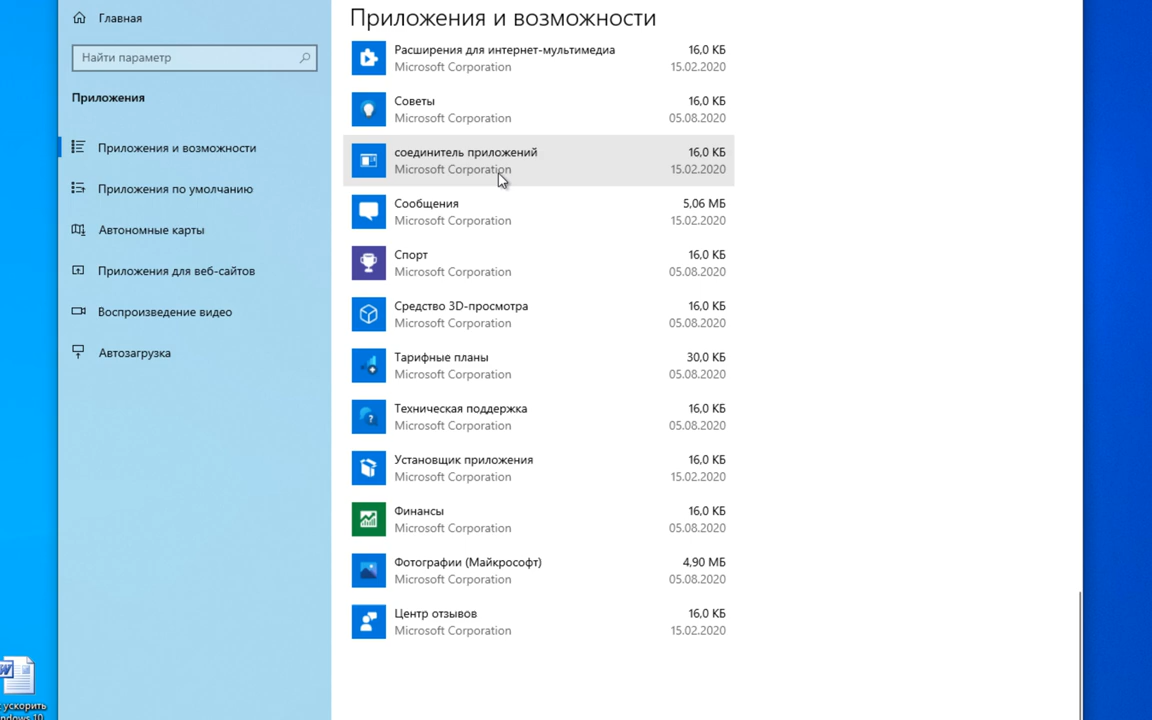 Главная
Найти параметр
Приложения
Приложения и возможности
Приложения по умолчанию
Автономные карты
Приложения для веб-сайтов
Воспроизведение видео
Автозагрузка
Приложения и возможности
Расширения для интернет-мультимедиа 16,0 КБ
Microsoft Corporation 15.02.2020
Советы 16,0 КБ
Microsoft Corporation 05.08.2020
соединитель приложений 16,0 КБ
Microsoft Corporation 15.02.2020
Сообщения 5,06 МБ
Microsoft Corporation 15.02.2020
Спорт 16,0 КБ
Microsoft Corporation 05.08.2020
Средство 3D-просмотра 16,0 КБ
Microsoft Corporation 05.08.2020
Тарифные планы 30,0 КБ
Microsoft Corporation 05.08.2020
Техническая поддержка 16,0 КБ
Microsoft Corporation 05.08.2020
Установщик приложения 16,0 КБ
Microsoft Corporation 15.02.2020
Финансы 16,0 КБ
Microsoft Corporation 05.08.2020
Фотографии (Майкрософт) 4,90 МБ
Microsoft Corporation 05.08.2020
Центр отзывов 16,0 КБ
Microsoft Corporation 15.02.2020
W
ускорить